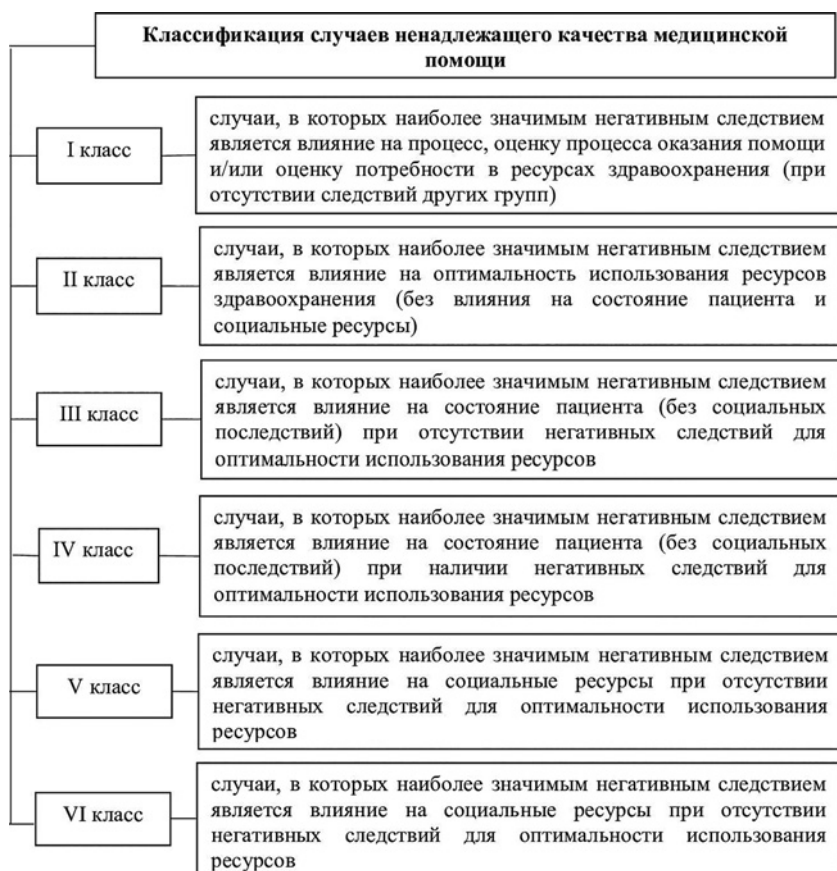 Классификация случаев ненадлежащего качества медицинской
помощи
I класс
случаи, в которых наиболее значимым негативным следствием
является влияние на процесс, оценку процесса оказания помощи
и/или оценку потребности в ресурсах здравоохранения (при
отсутствии следствий других групп)
II класс
случаи, в которых наиболее значимым негативным следствием
является влияние на оптимальность использования ресурсов
здравоохранения (без влияния на состояние пациента и
социальные ресурсы)
III класс
случаи, в которых наиболее значимым негативным следствием
является влияние на состояние пациента (без социальных
последствий) при отсутствии негативных следствий для
оптимальности использования ресурсов
IV класс
случаи, в которых наиболее значимым негативным следствием
является влияние на состояние пациента (без социальных
последствий) при наличии негативных следствий для
оптимальности использования ресурсов
V класс
случаи, в которых наиболее значимым негативным следствием
является влияние на социальные ресурсы при отсутствии
негативных следствий для оптимальности использования
ресурсов
VI класс
случаи, в которых наиболее значимым негативным следствием
является влияние на социальные ресурсы при отсутствии
негативных следствий для оптимальности использования
ресурсов